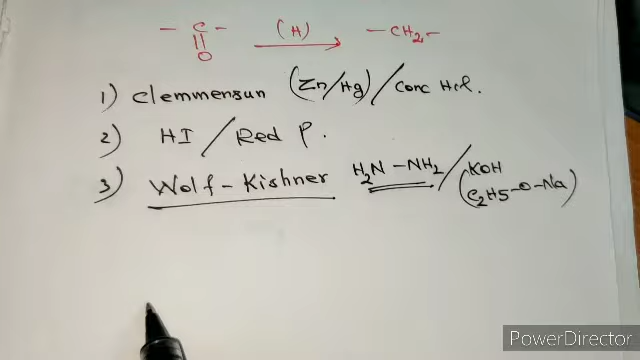 - C - (H) → - CH2 -
||
O
1) Clemmensun (Zn/Hg) / Conc Hcl.
2) HI / Red P.
3) Wolf - Kishner H2N - NH2 / KOH
(C2H5-O-Na)
PowerDirector